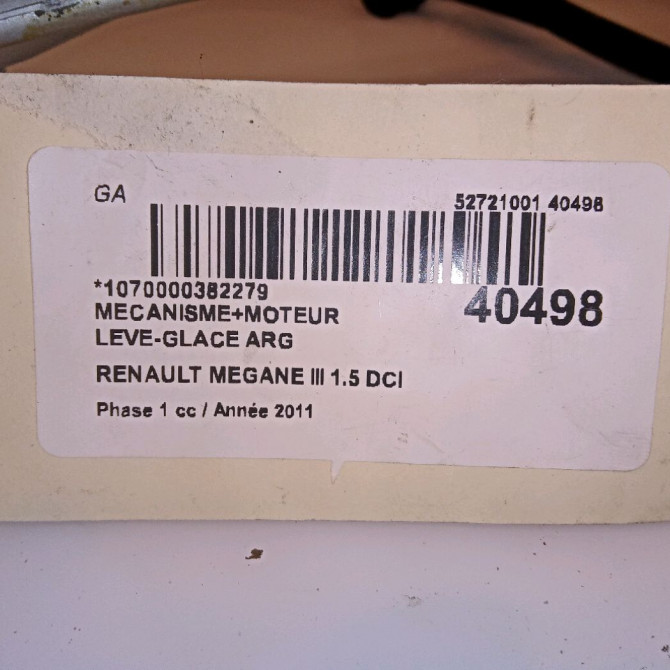 GA
52721001 40498
*1070000382279
40498
MECANISME+MOTEUR
LEVE-GLACE ARG
RENAULT MEGANE III 1.5 DCI
Phase 1 cc / Année 2011